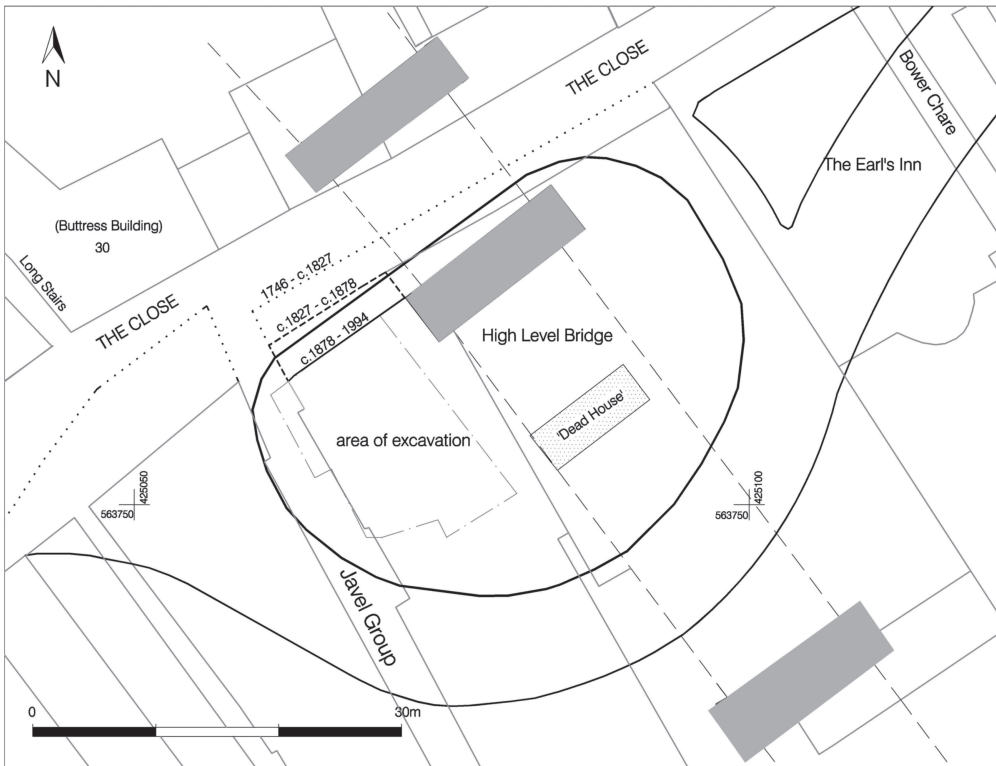 N
THE CLOSE
Bower Chare
The Earl's Inn
(Buttress Building)
30
Long Stairs
THE CLOSE
1746 - c.1827
c.1827 - c.1878
c.1878 - 1994
High Level Bridge
'Dead House'
area of excavation
425050
563750
425100
563750
Javel Group
0
30m